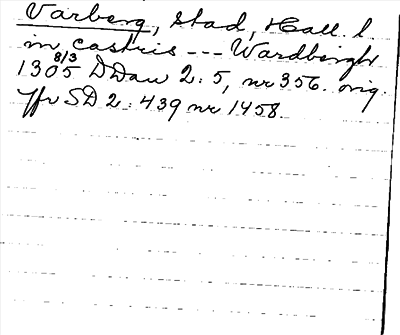 Varberg, stad, Hall. l.
in castris --- Wardbergh
1305 8/3 DDan 2:5, nr 356. orig.
Jfr SD 2: 439 nr 1458.